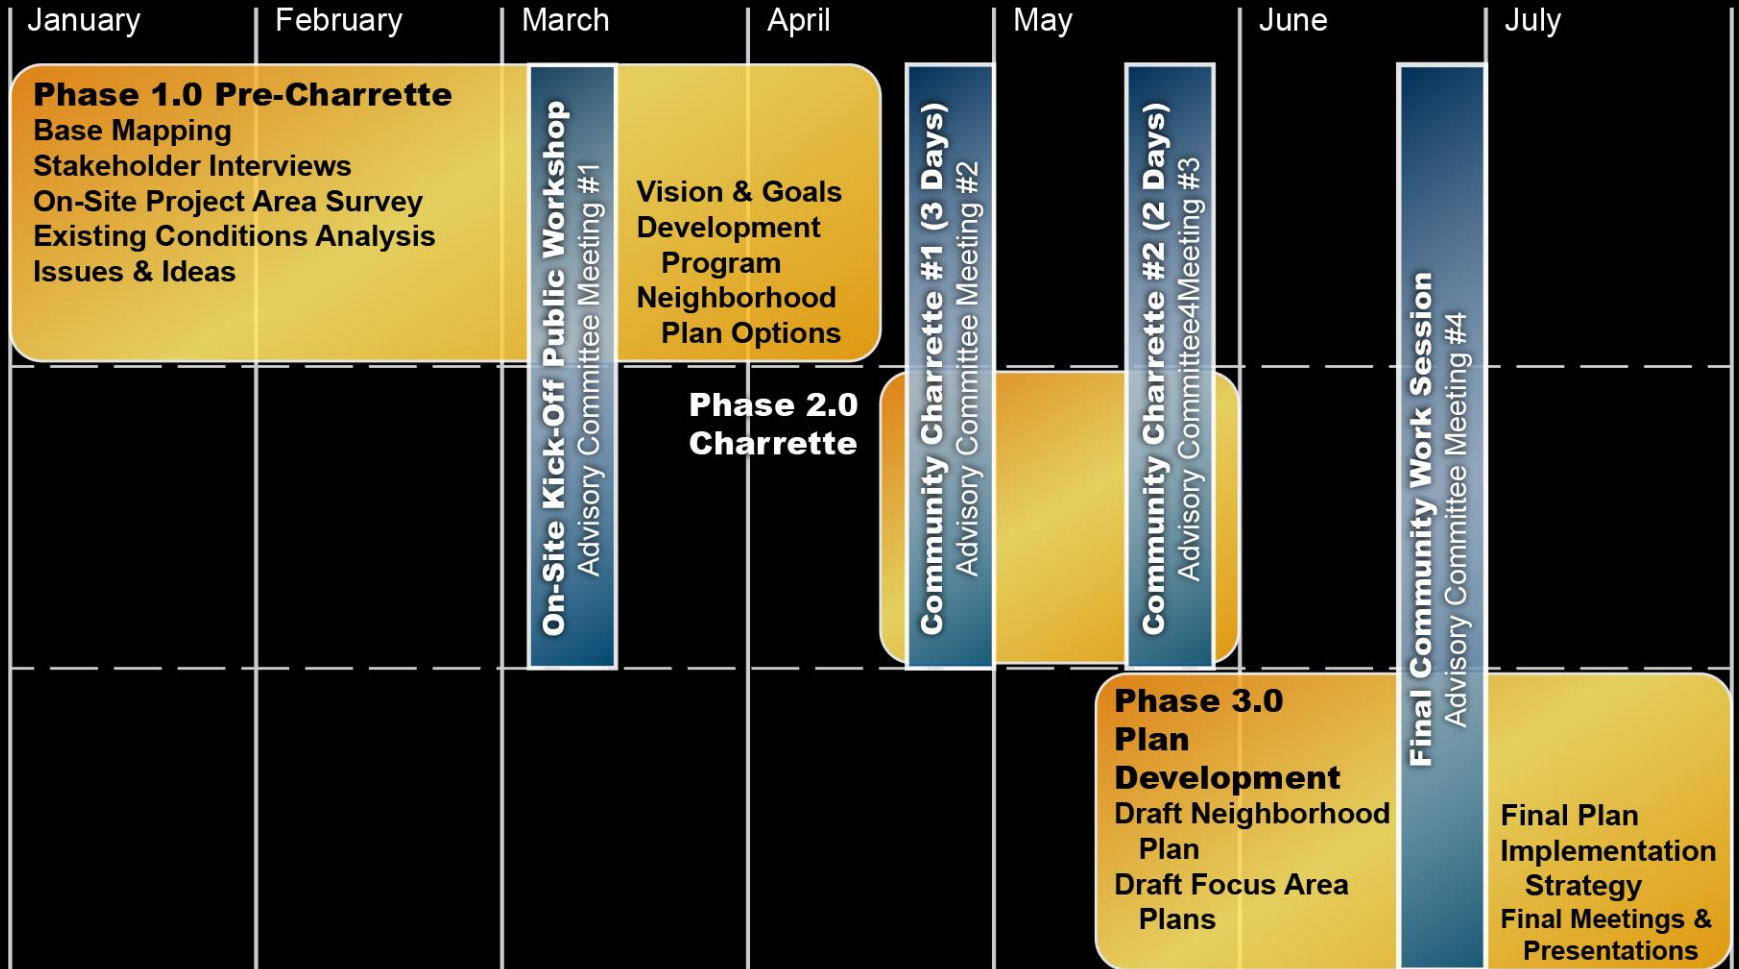 January
February
March
April
May
June
July
Phase 1.0 Pre-Charrette
Base Mapping
Stakeholder Interviews
On-Site Project Area Survey
Existing Conditions Analysis
Issues & Ideas
On-Site Kick-Off Public Workshop
Advisory Committee Meeting #1
Vision & Goals
Development
Program
Neighborhood
Plan Options
Phase 2.0
Charrette
Community Charrette #1 (3 Days)
Advisory Committee Meeting #2
Community Charrette #2 (2 Days)
Advisory Committee4Meeting #3
Phase 3.0
Plan
Development
Draft Neighborhood
Plan
Draft Focus Area
Plans
Final Community Work Session
Advisory Committee Meeting #4
Final Plan
Implementation
Strategy
Final Meetings &
Presentations